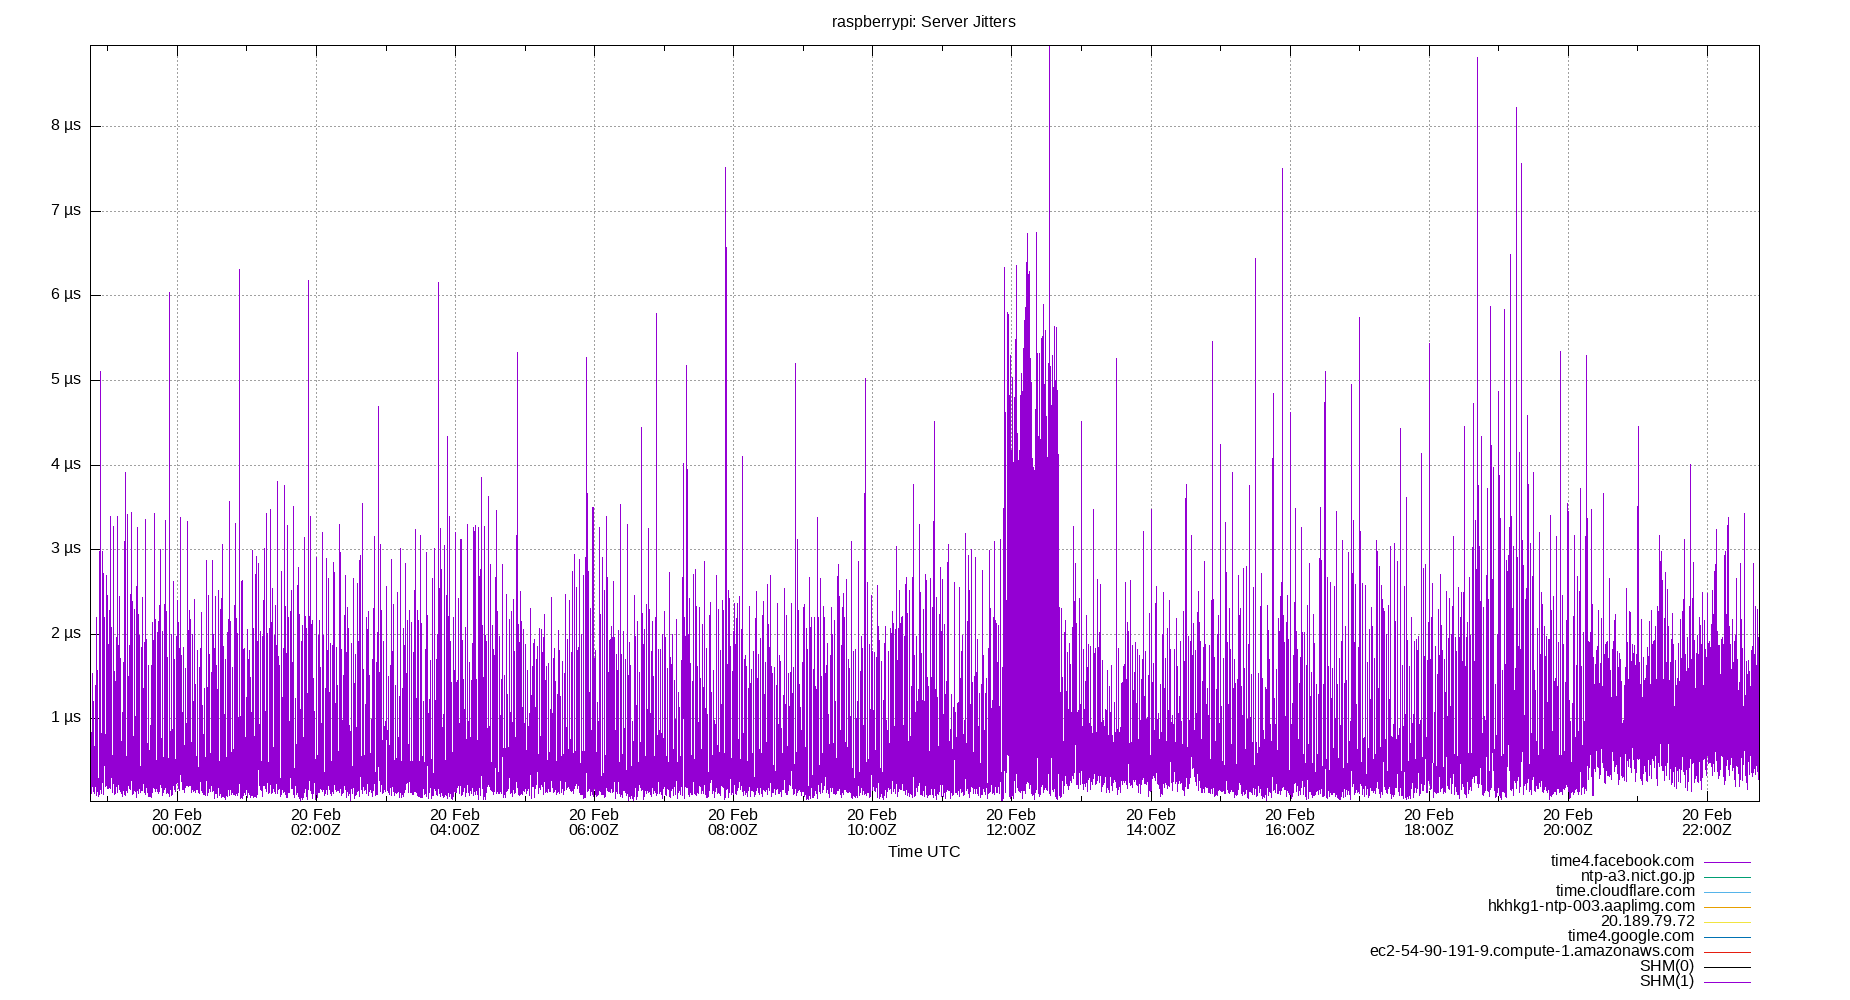 raspberrypi: Server Jitters
8 µs
7 µs
6 µs
5 µs
4 µs
3 µs
2 µs
1 µs
20 Feb 20 Feb 20 Feb 20 Feb 20 Feb 20 Feb 20 Feb 20 Feb 20 Feb 20 Feb 20 Feb 20 Feb
00:00Z 02:00Z 04:00Z 06:00Z 08:00Z 10:00Z 12:00Z 14:00Z 16:00Z 18:00Z 20:00Z 22:00Z
Time UTC
time4.facebook.com
ntp-a3.nict.go.jp
time.cloudflare.com
hkhkg1-ntp-003.aaplimg.com
20.189.79.72
time4.google.com
ec2-54-90-191-9.compute-1.amazonaws.com
SHM(0)
SHM(1)